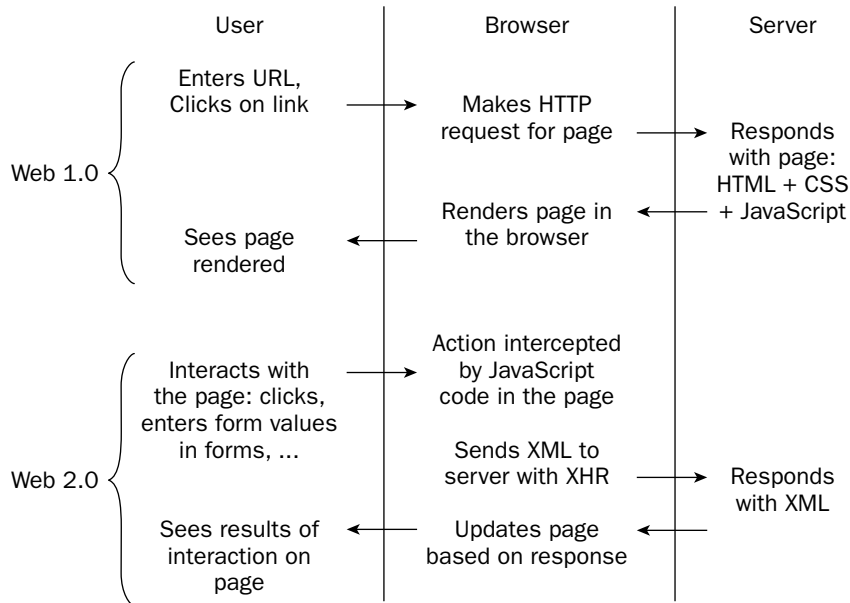 User
Browser
Server
Enters URL,
Clicks on link
Makes HTTP
request for page
Responds
with page:
HTML + CSS
+ JavaScript
Web 1.0
Renders page in
the browser
Sees page
rendered
Interacts with
the page: clicks,
enters form values
in forms, ...
Action intercepted
by JavaScript
code in the page
Web 2.0
Sends XML to
server with XHR
Responds
with XML
Updates page
based on response
Sees results of
interaction on
page